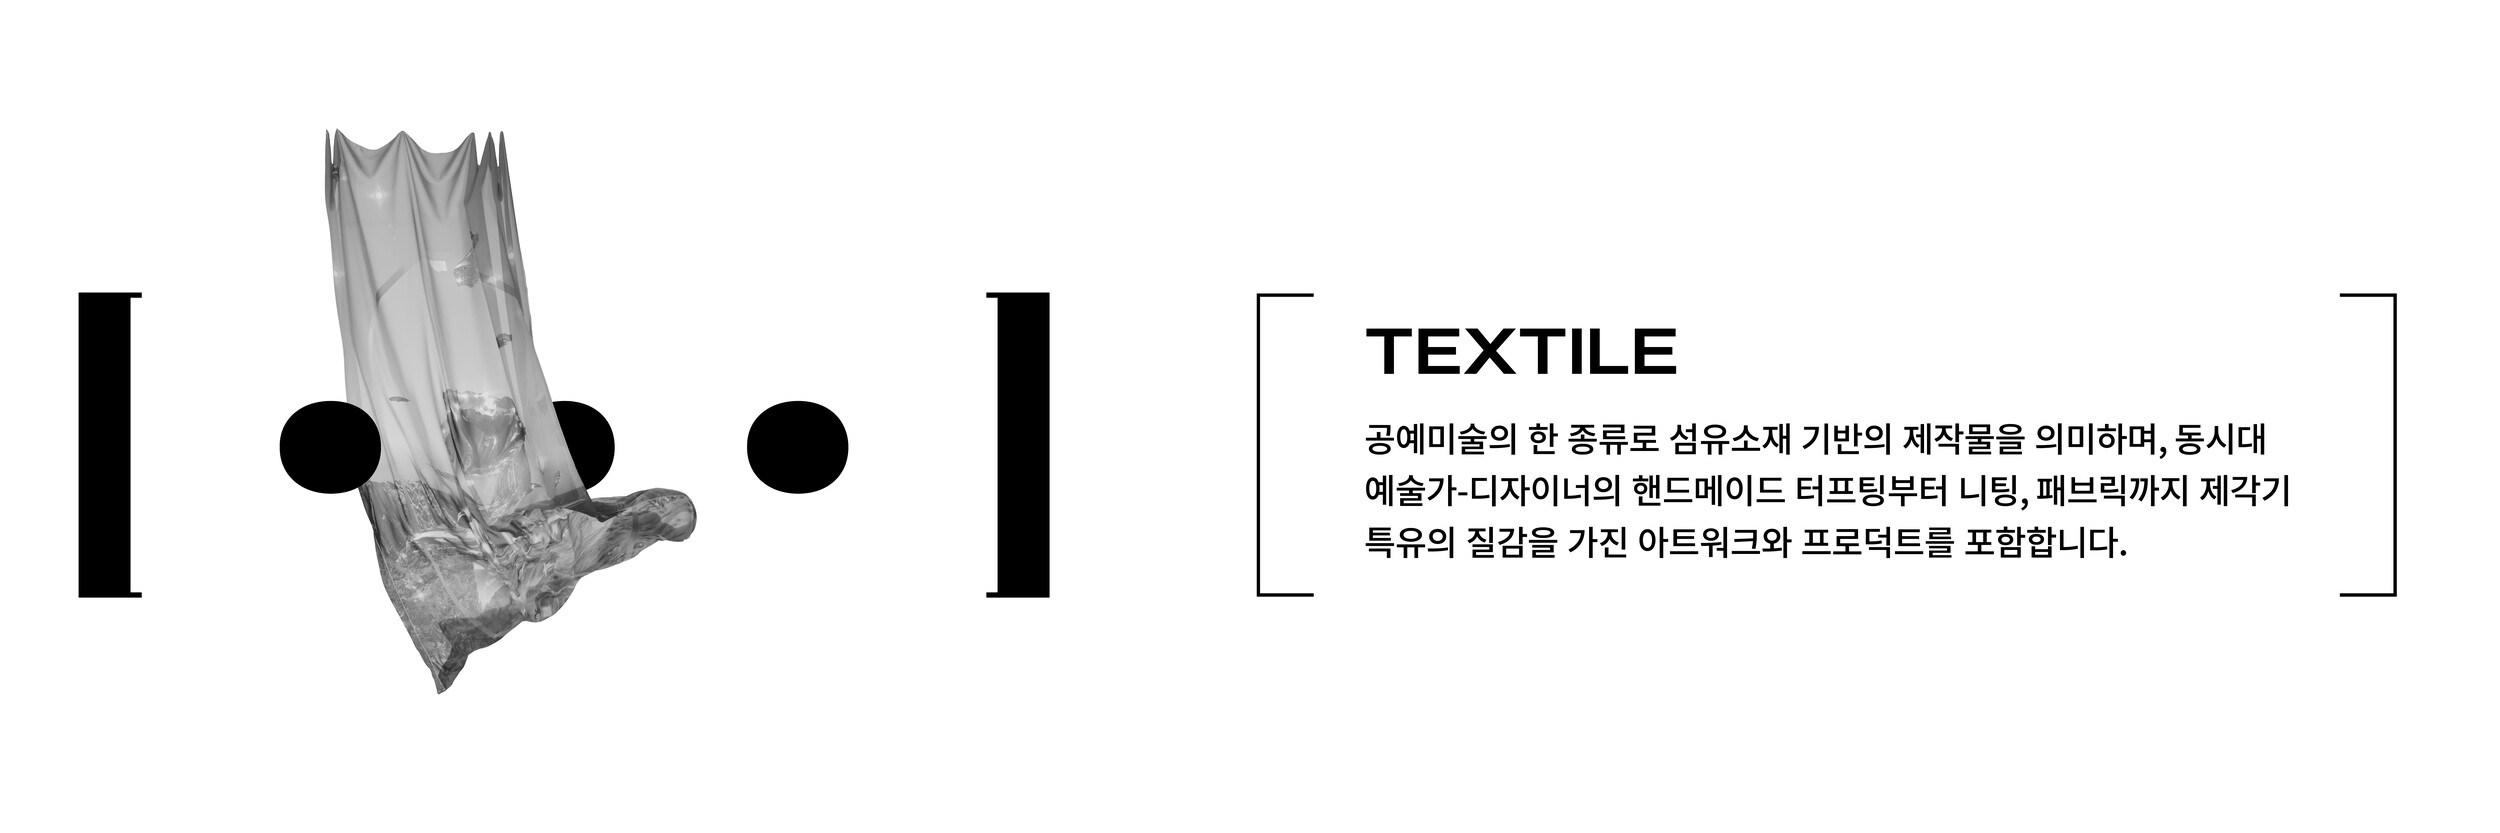 [•••]
TEXTILE
공예미술의 한 종류로 섬유소재 기반의 제작물을 의미하며, 동시대
예술가-디자이너의 핸드메이드 터프팅부터 니팅, 패브릭까지 제각기
특유의 질감을 가진 아트워크와 프로덕트를 포함합니다.